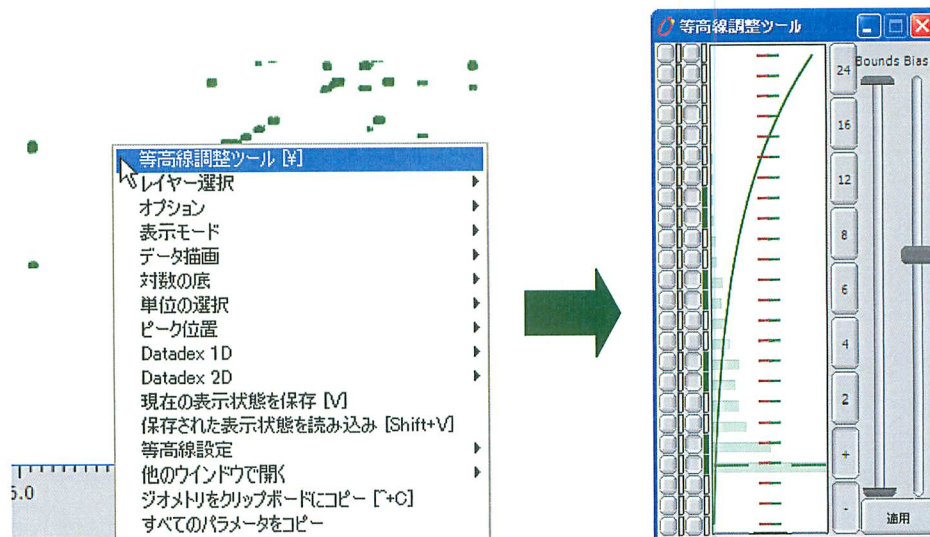 等高線調整ツール [¥]
レイヤー選択
オプション
表示モード
データ描画
対数の底
単位の選択
ピーク位置
Datadex 1D
Datadex 2D
現在の表示状態を保存 [V]
保存された表示状態を読み込み [Shift+V]
等高線設定
他のウインドウで開く
ジオメトリをクリップボードにコピー [^+C]
すべてのパラメータをコピー
5.0
等高線調整ツール
Bounds Bias
24
16
12
8
6
4
2
+
-
適用